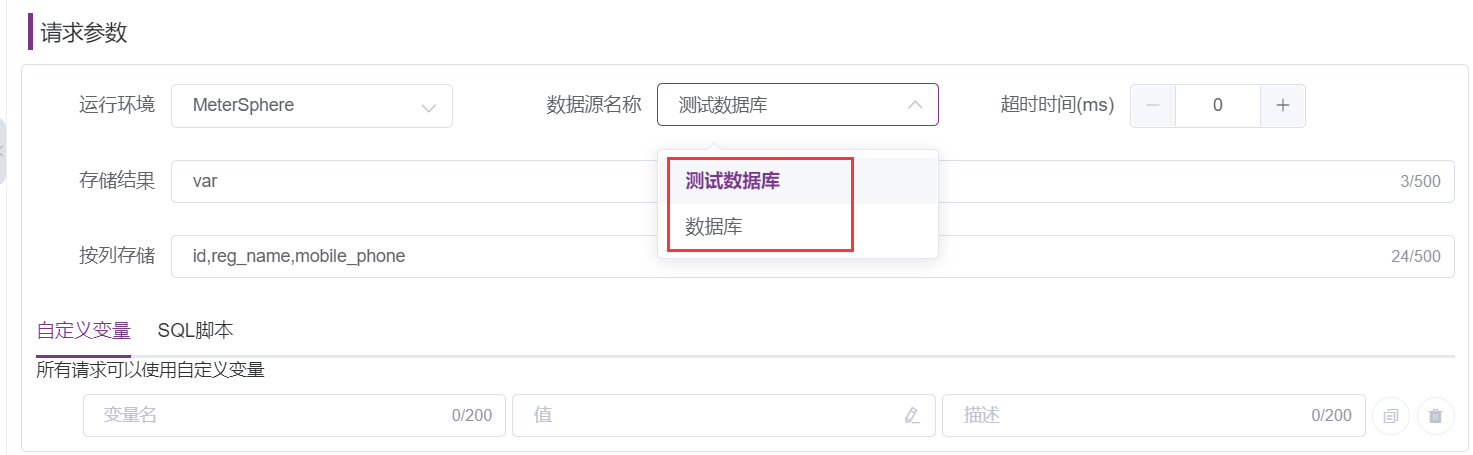 请求参数
运行环境 MeterSphere 数据源名称 测试数据库 超时时间(ms) 0
测试数据库
数据库
存储结果 var 3/500
按列存储 id,reg_name,mobile_phone 24/500
自定义变量 SQL脚本
所有请求可以使用自定义变量
变量名 0/200 值 描述 0/200